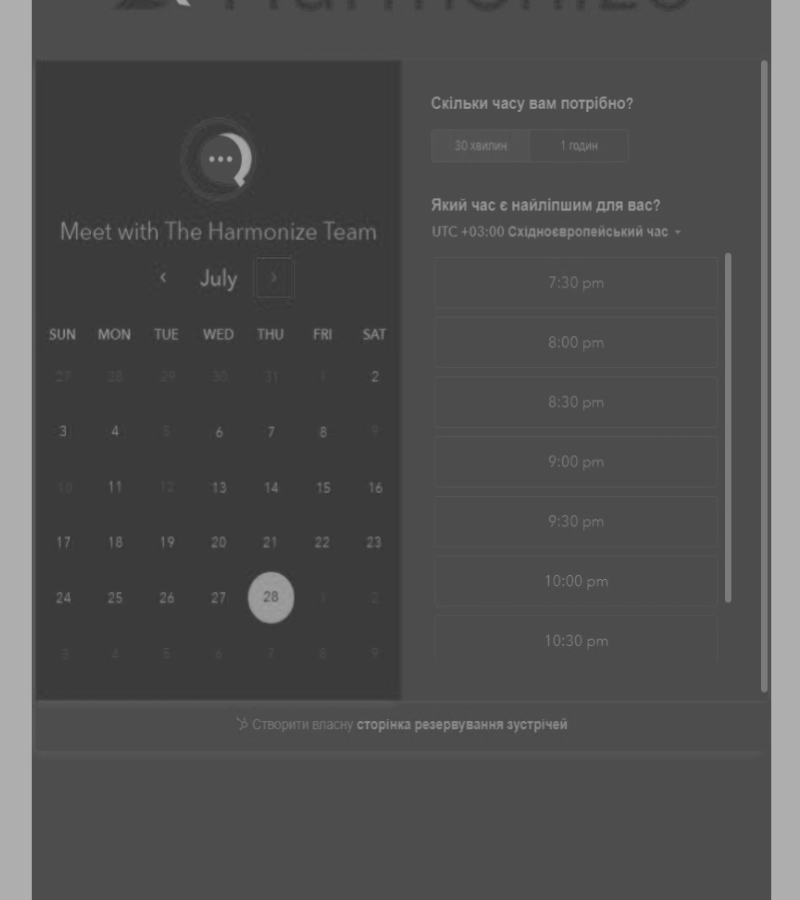 Harmonize
Meet with The Harmonize Team
July
SUN MON TUE WED THU FRI SAT
27 28 29 30 31 1 2
3 4 5 6 7 8 9
10 11 12 13 14 15 16
17 18 19 20 21 22 23
24 25 26 27 28 1 2
3 4 5 6 7 8 9
Скільки часу вам потрібно?
30 хвилин 1 годин
Який час є найліпшим для вас?
UTC +03:00 Східноєвропейський час
7:30 pm
8:00 pm
8:30 pm
9:00 pm
9:30 pm
10:00 pm
10:30 pm
Створити власну сторінка резервування зустрічей